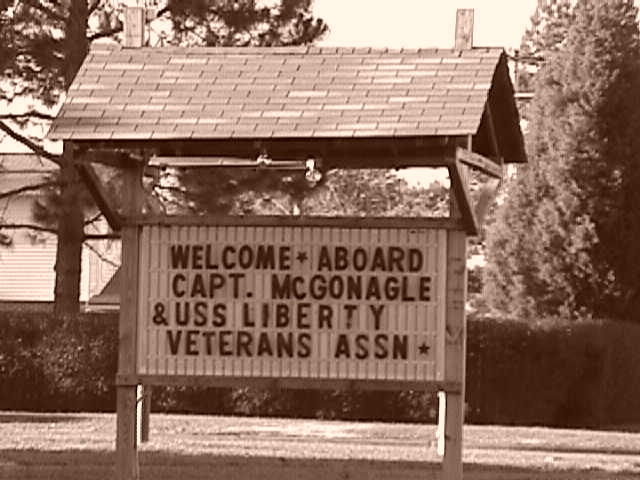 WELCOME★ABOARD
CAPT. McGONAGLE
&USS LIBERTY
VETERANS ASSN★